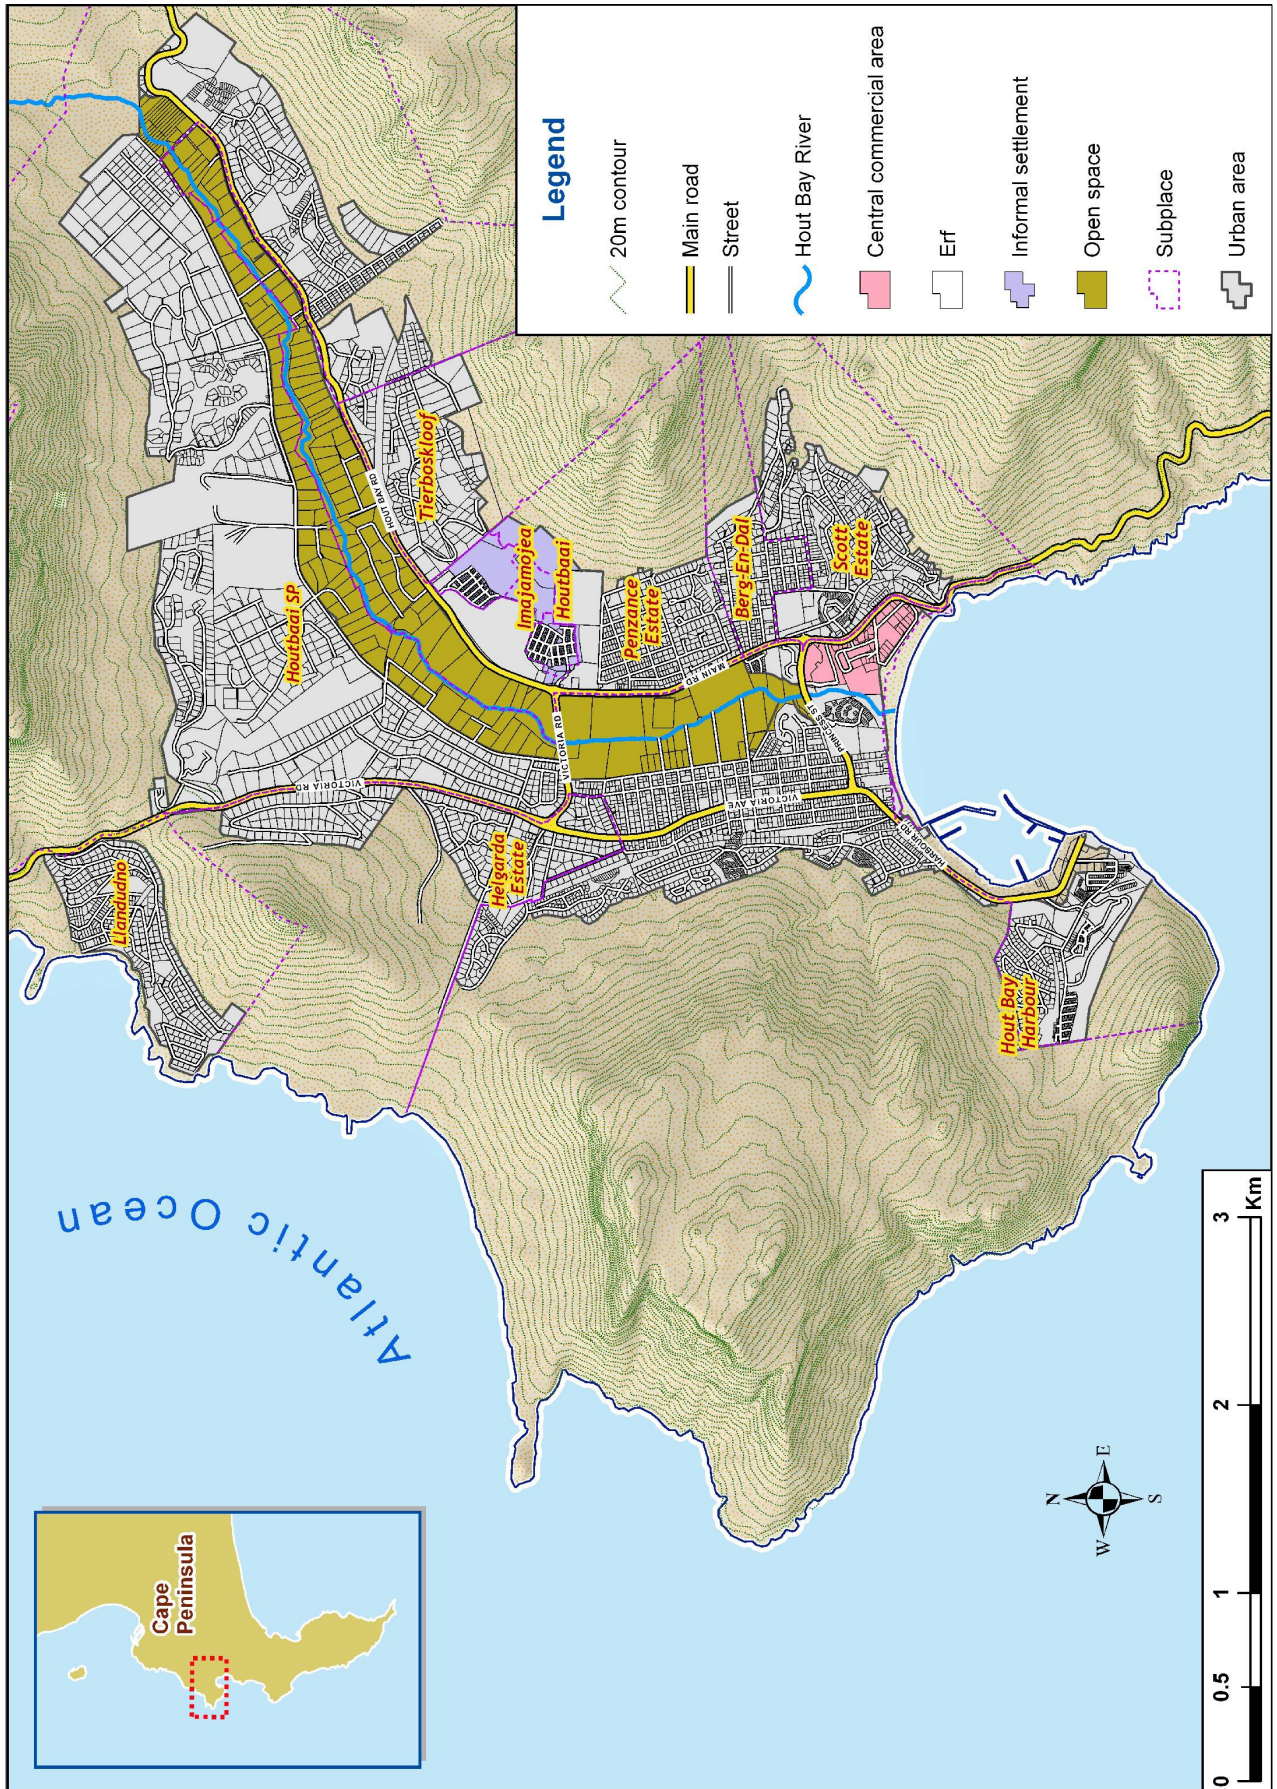 Legend
20m contour
Main road
Street
Hout Bay River
Central commercial area
Erf
Informal settlement
Open space
Subplace
Urban area
Cape
Peninsula
Atlantic Ocean
Llandudno
Houtbaai SP
Helgarda
Estate
Tierboskloof
Imajamojea
Houtbaai
Penzance
Estate
Berg-En-Dal
Scott
Estate
Hout Bay
Harbour
VICTORIA RD
HOUT BAY RD
VICTORIA RD
MAIN RD
VICTORIA AVE
PRINCESS ST
HARBOUR RD
N
W
E
S
0
0.5
1
2
3
Km